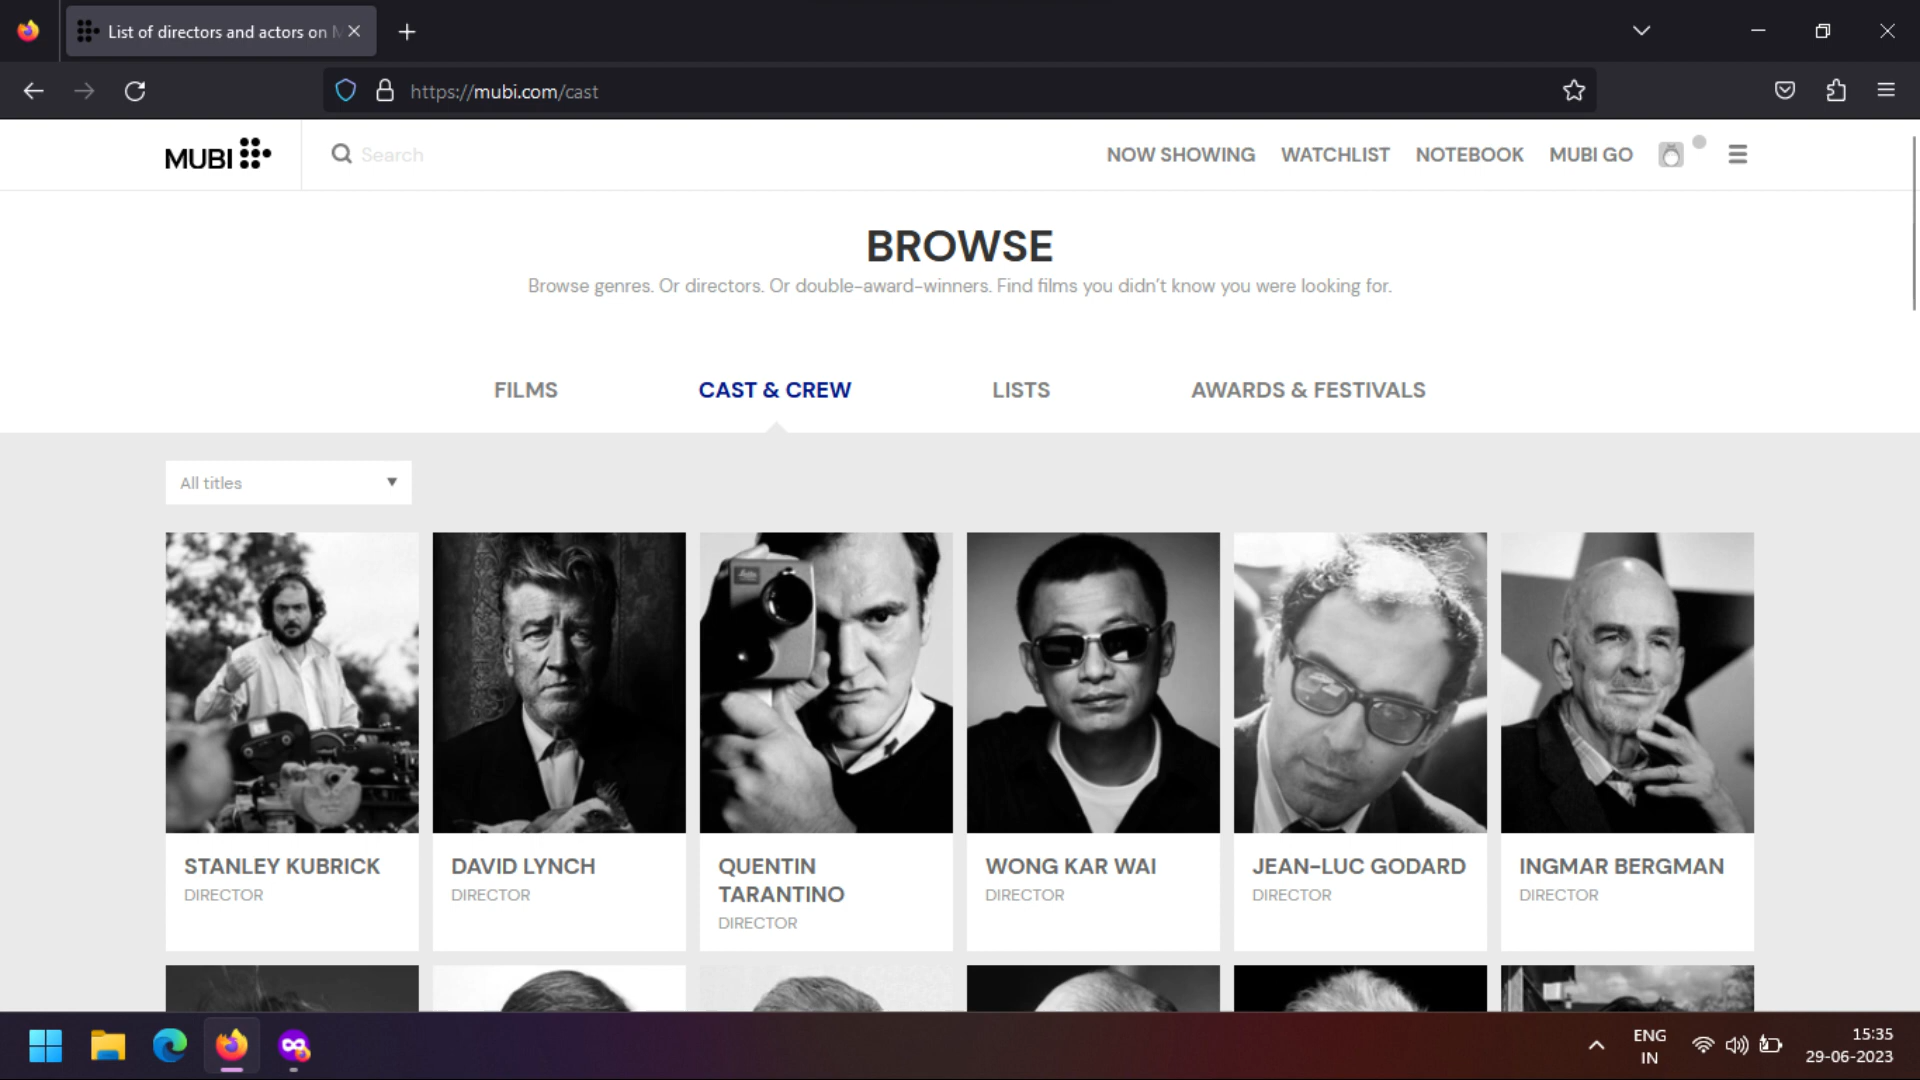 List of directors and actors on M
https://mubi.com/cast
MUBI
Search
NOW SHOWING
WATCHLIST
NOTEBOOK
MUBI GO
BROWSE
Browse genres. Or directors. Or double-award-winners. Find films you didn't know you were looking for.
FILMS
CAST & CREW
LISTS
AWARDS & FESTIVALS
All titles
STANLEY KUBRICK
DIRECTOR
DAVID LYNCH
DIRECTOR
QUENTIN
TARANTINO
DIRECTOR
WONG KAR WAI
DIRECTOR
JEAN-LUC GODARD
DIRECTOR
INGMAR BERGMAN
DIRECTOR
ENG
IN
15:35
29-06-2023